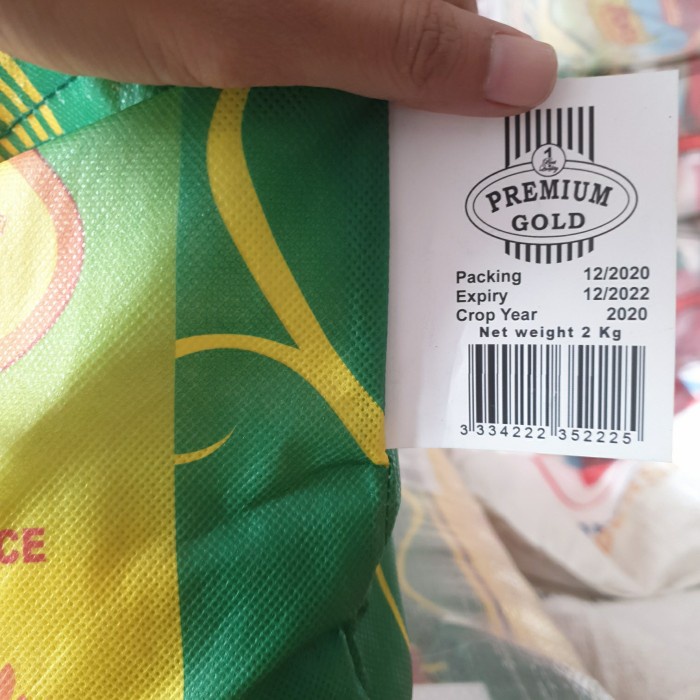 1
PREMIUM
GOLD
Packing 12/2020
Expiry 12/2022
Crop Year 2020
Net weight 2 Kg
3 334222 352225
CE